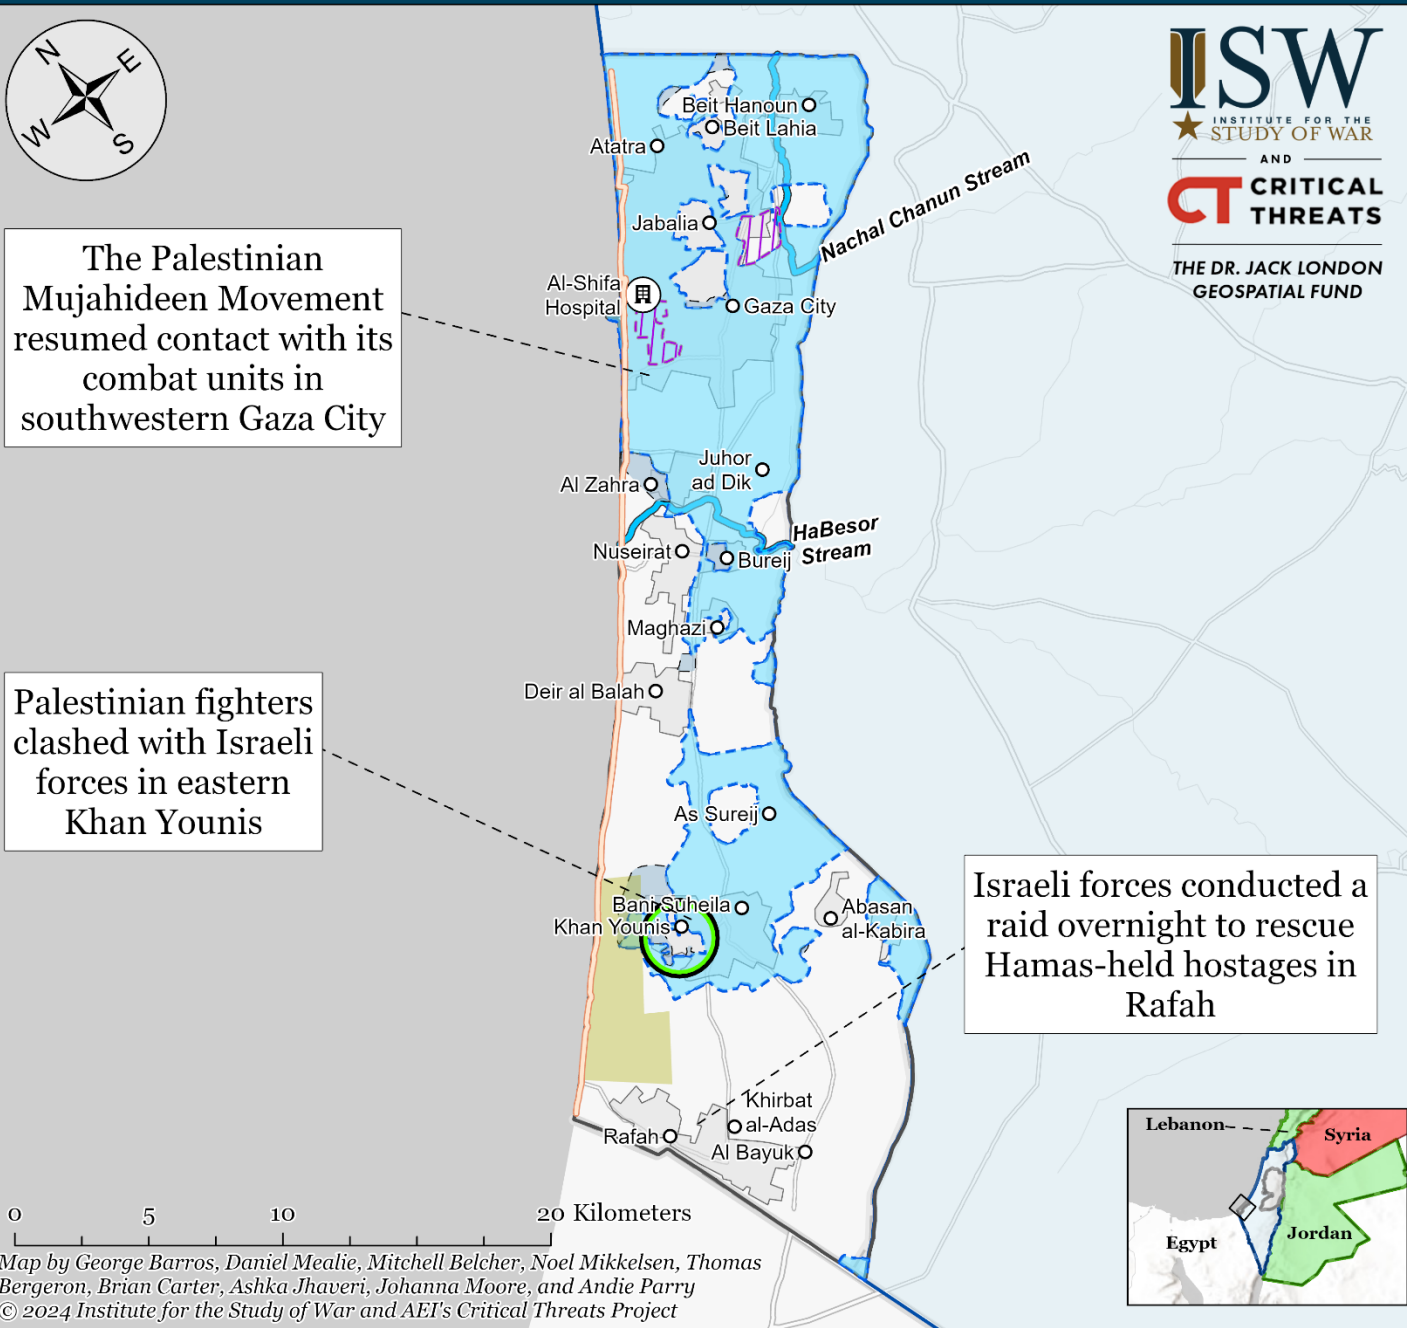 N
E
W
S
ISW
INSTITUTE FOR THE
STUDY OF WAR
AND
CT CRITICAL
THREATS
THE DR. JACK LONDON
GEOSPATIAL FUND
Beit Hanoun
Beit Lahia
Atatra
Nachal Chanun Stream
Jabalia
The Palestinian
Mujahideen Movement
resumed contact with its
combat units in
southwestern Gaza City
Al-Shifa
Hospital
Gaza City
Juhor
ad Dik
Al Zahra
HaBesor
Stream
Nuseirat
Bureij
Maghazi
Deir al Balah
Palestinian fighters
clashed with Israeli
forces in eastern
Khan Younis
As Sureij
Bani Suheila
Khan Younis
Abasan
al-Kabira
Israeli forces conducted a
raid overnight to rescue
Hamas-held hostages in
Rafah
Khirbat
al-Adas
Rafah
Al Bayuk
Lebanon
Syria
Jordan
Egypt
0 5 10 20 Kilometers
Map by George Barros, Daniel Mealie, Mitchell Belcher, Noel Mikkelsen, Thomas
Bergeron, Brian Carter, Ashka Jhaveri, Johanna Moore, and Andie Parry
© 2024 Institute for the Study of War and AEI's Critical Threats Project